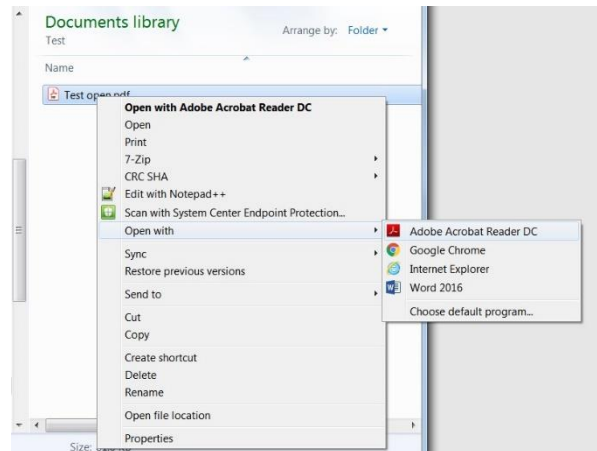 Documents library
Test
Arrange by: Folder
Name
Test open.pdf
Open with Adobe Acrobat Reader DC
Open
Print
7-Zip
CRC SHA
Edit with Notepad++
Scan with System Center Endpoint Protection...
Open with
Adobe Acrobat Reader DC
Google Chrome
Internet Explorer
Word 2016
Choose default program...
Sync
Restore previous versions
Send to
Cut
Copy
Create shortcut
Delete
Rename
Open file location
Properties
Size: